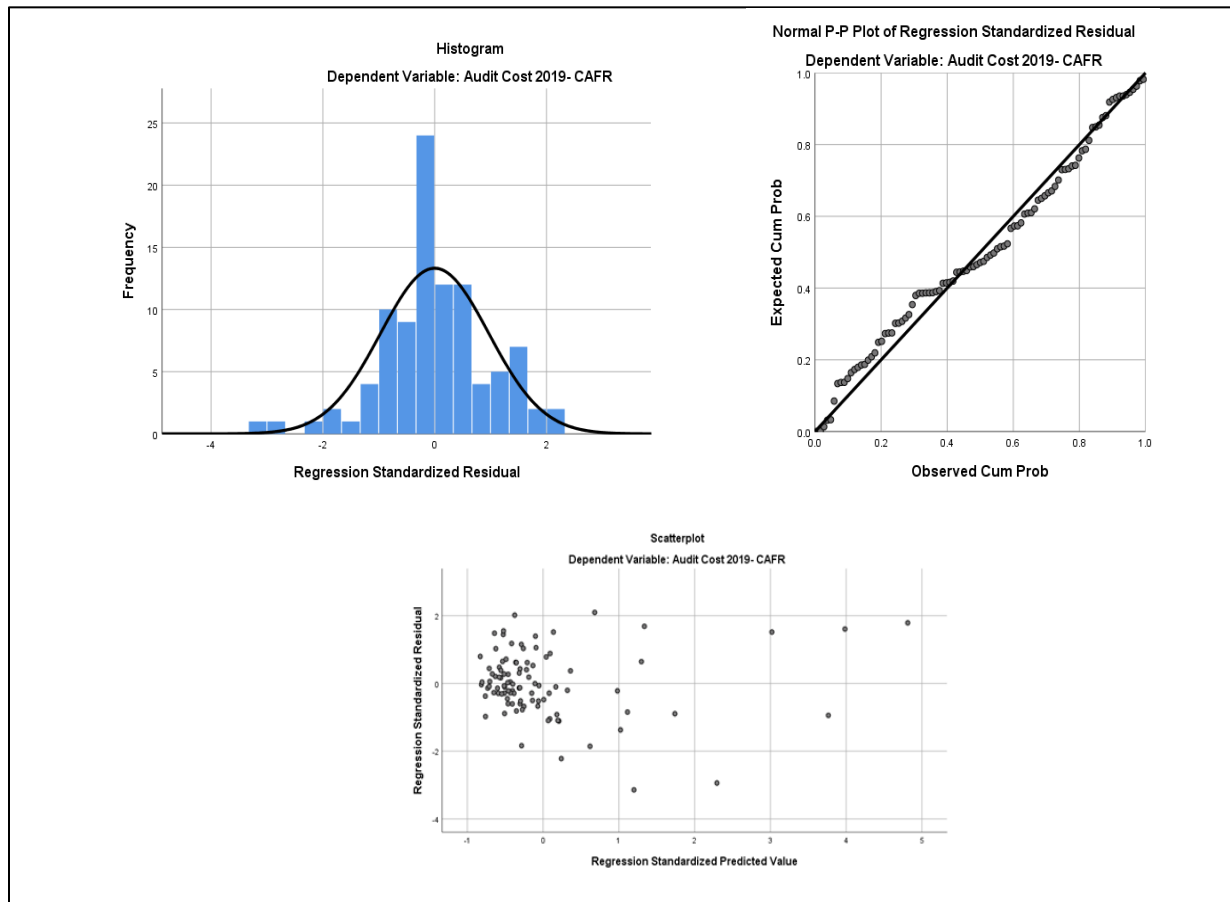 Histogram
Dependent Variable: Audit Cost 2019- CAFR
25
20
15
10
5
0
Frequency
-4
-2
0
2
Regression Standardized Residual
Normal P-P Plot of Regression Standardized Residual
Dependent Variable: Audit Cost 2019- CAFR
1.0
0.8
0.6
0.4
0.2
0.0
Expected Cum Prob
0.0
0.2
0.4
0.6
0.8
1.0
Observed Cum Prob
Scatterplot
Dependent Variable: Audit Cost 2019- CAFR
2
0
-2
-4
Regression Standardized Residual
-1
0
1
2
3
4
5
Regression Standardized Predicted Value